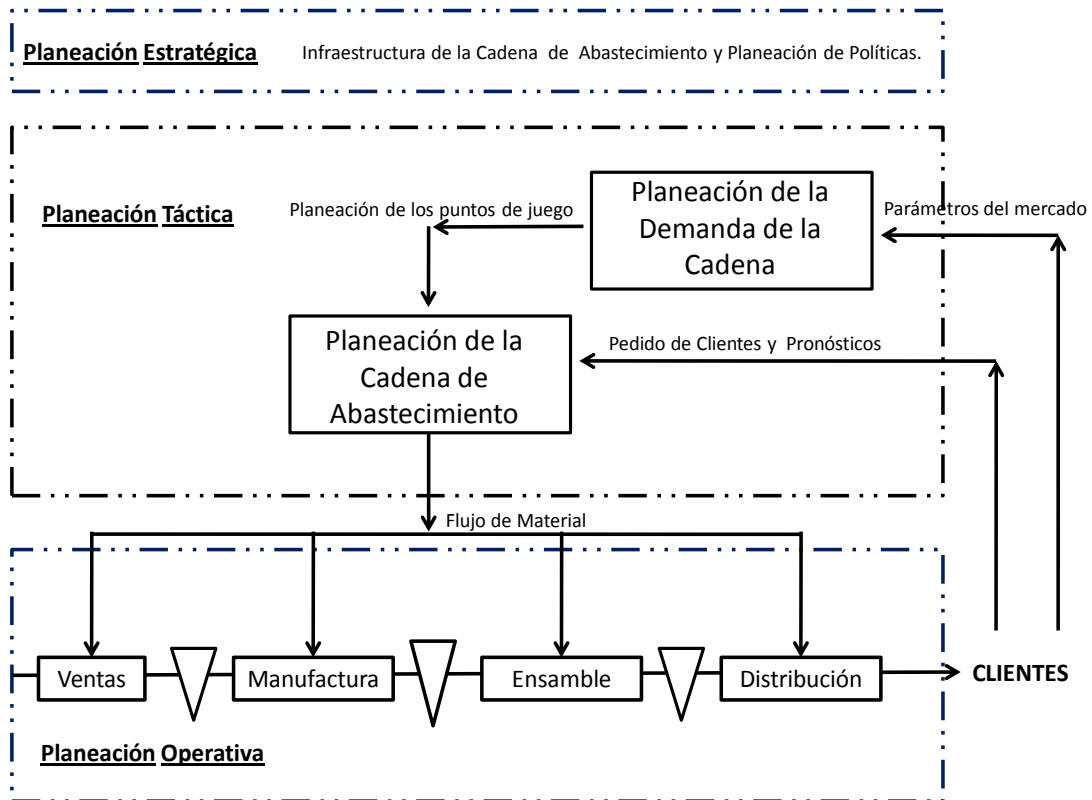 Planeación Estratégica
Infraestructura de la Cadena de Abastecimiento y Planeación de Políticas.
Planeación Táctica
Planeación de los puntos de juego
Planeación de la
Demanda de la
Cadena
Parámetros del mercado
Planeación de la
Cadena de
Abastecimiento
Pedido de Clientes y Pronósticos
Flujo de Material
Ventas
Manufactura
Ensamble
Distribución
CLIENTES
Planeación Operativa